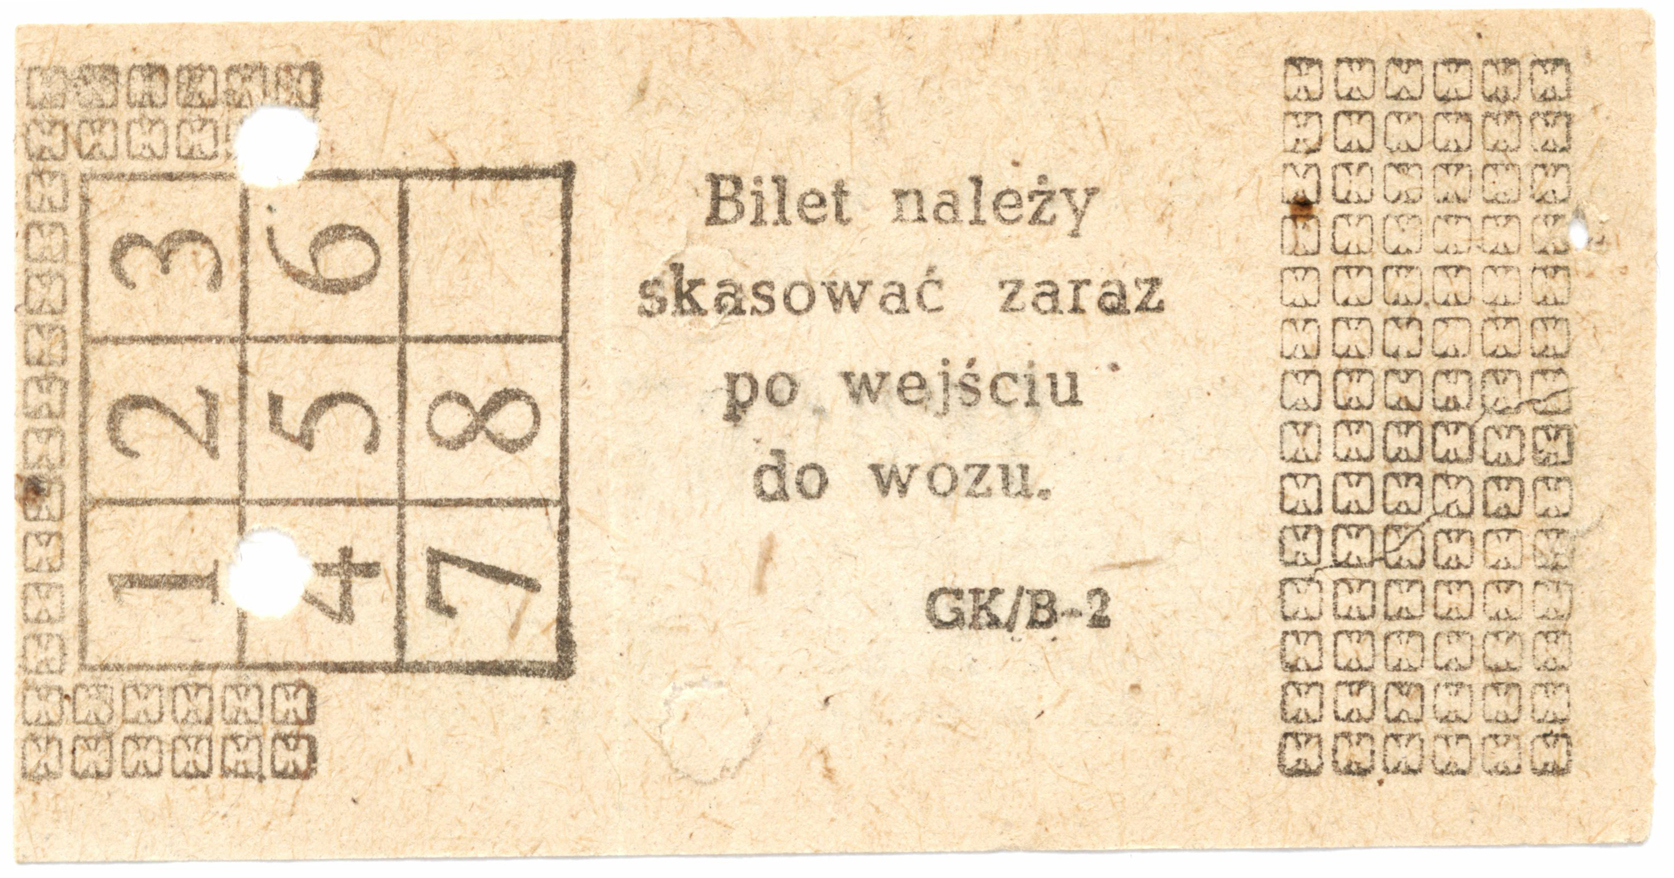 3 6
2 5 8
1 4 7
Bilet należy
skasować zaraz
po wejściu
do wozu.
GK/B-2